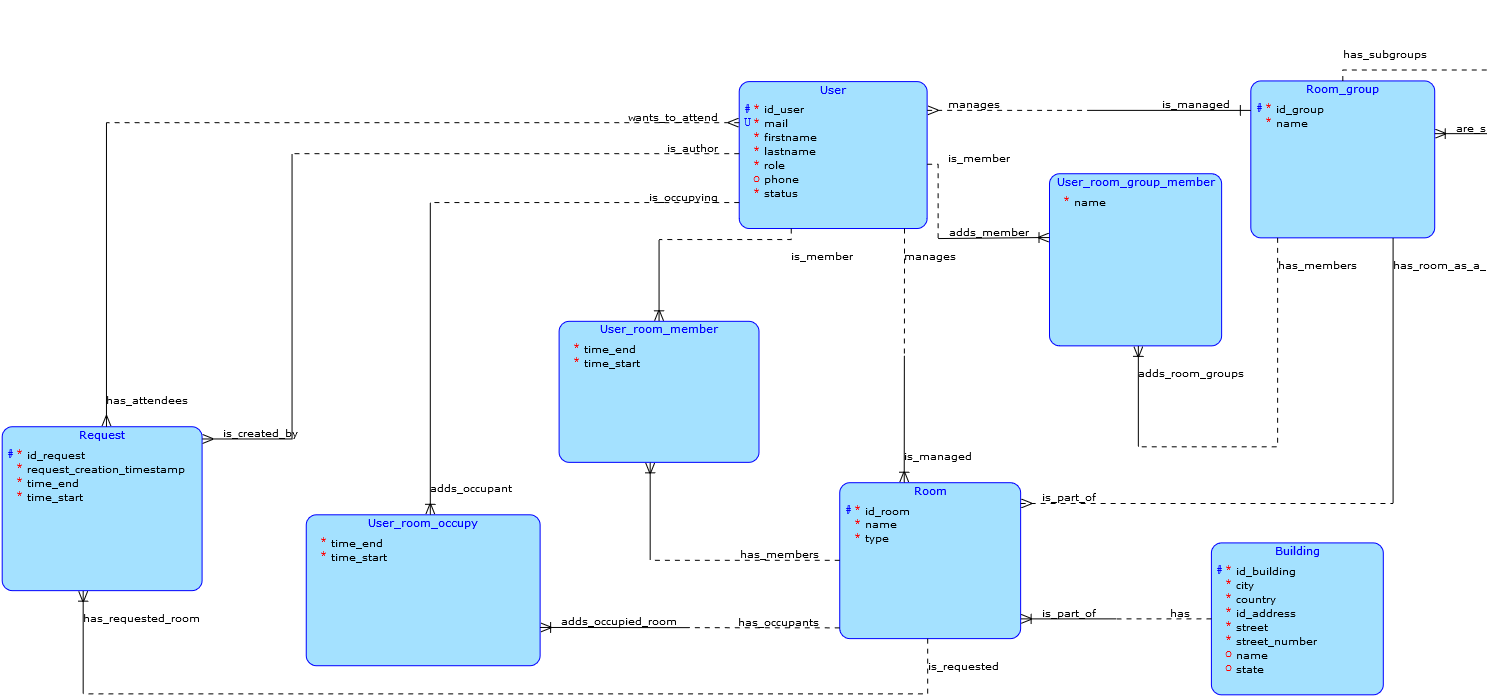 has_subgroups
User
# * id_user
U * mail
* firstname
* lastname
* role
o phone
* status
manages
is_managed
Room_group
# * id_group
* name
are_s
wants_to_attend
is_author
is_occupying
is_member
adds_member
User_room_group_member
* name
is_member
manages
has_members
has_room_as_a_
User_room_member
* time_end
* time_start
adds_room_groups
has_attendees
is_created_by
Request
# * id_request
* request_creation_timestamp
* time_end
* time_start
is_managed
adds_occupant
User_room_occupy
* time_end
* time_start
Room
# * id_room
* name
* type
is_part_of
has_members
Building
# * id_building
* city
* country
* id_address
* street
* street_number
o name
o state
is_part_of
has
has_requested_room
adds_occupied_room
has_occupants
is_requested